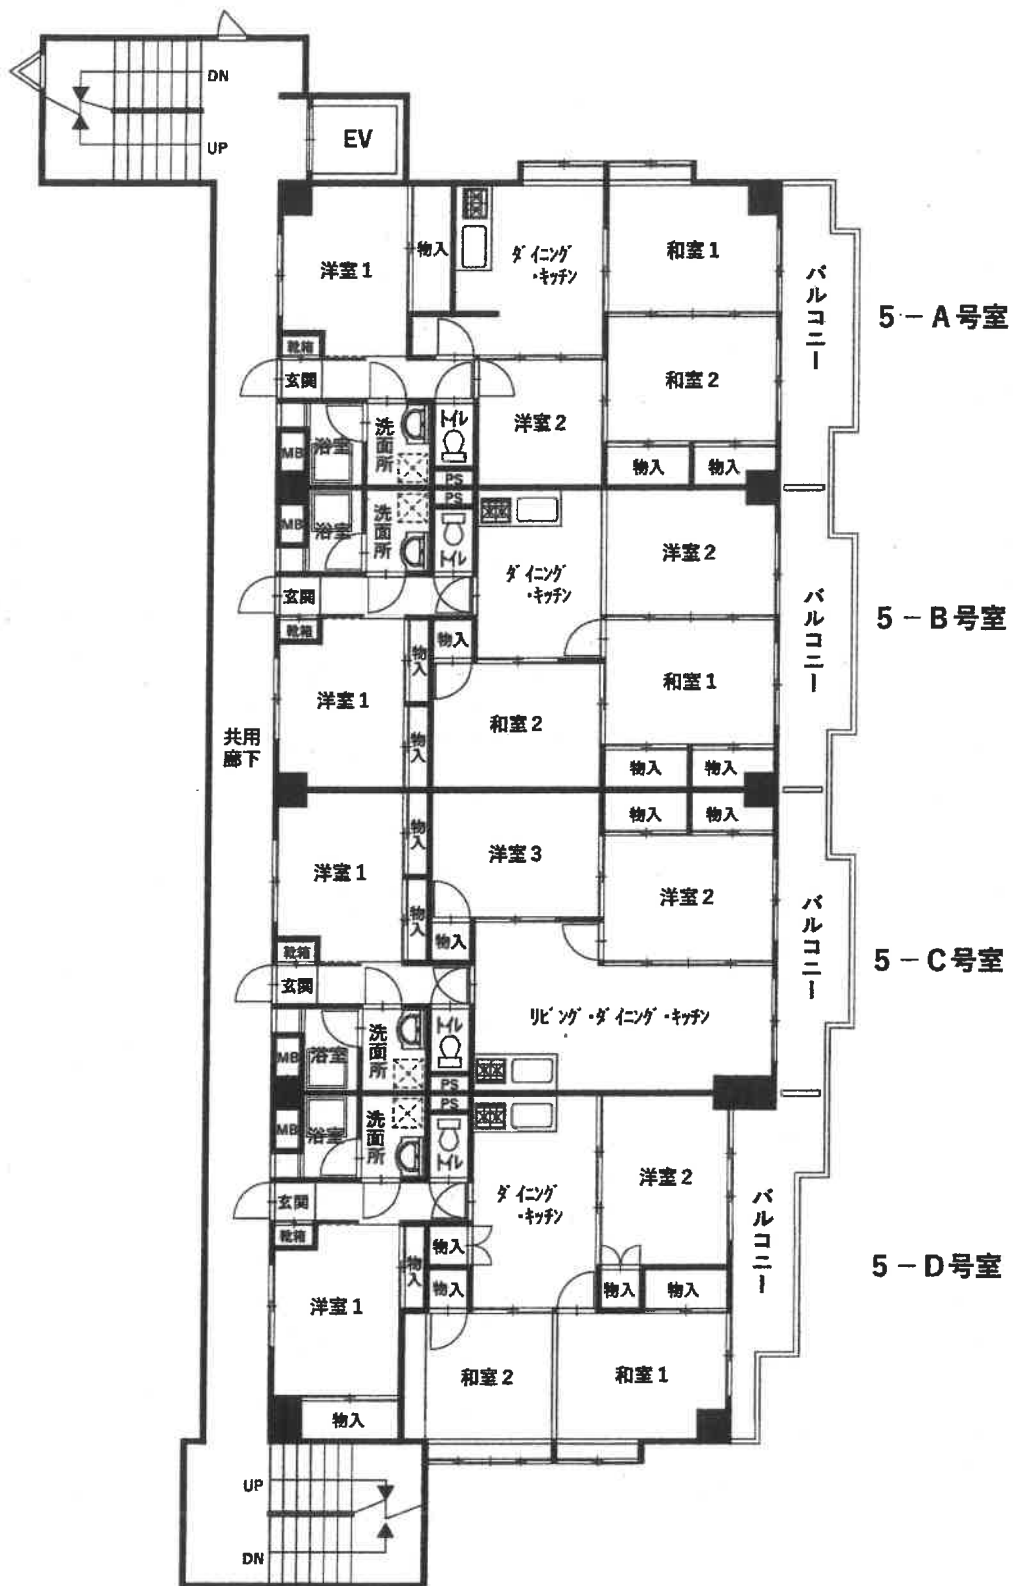 DN
UP
EV
洋室1
物入
ダイニング
・キッチン
和室1
バルコニー
5-A号室
靴箱
玄関
和室2
洋室2
トイレ
洗面所
浴室
MB
物入
物入
PS
PS
MB
浴室
洗面所
トイレ
ダイニング
・キッチン
洋室2
バルコニー
5-B号室
玄関
靴箱
物入
物入
洋室1
和室1
和室2
共用
廊下
物入
物入
物入
物入
物入
物入
洋室1
洋室3
洋室2
バルコニー
物入
物入
靴箱
玄関
5-C号室
リビング・ダイニング・キッチン
トイレ
洗面所
浴室
MB
PS
PS
MB
浴室
洗面所
トイレ
ダイニング
・キッチン
洋室2
バルコニー
玄関
靴箱
物入
物入
物入
物入
物入
5-D号室
洋室1
和室2
和室1
物入
UP
DN